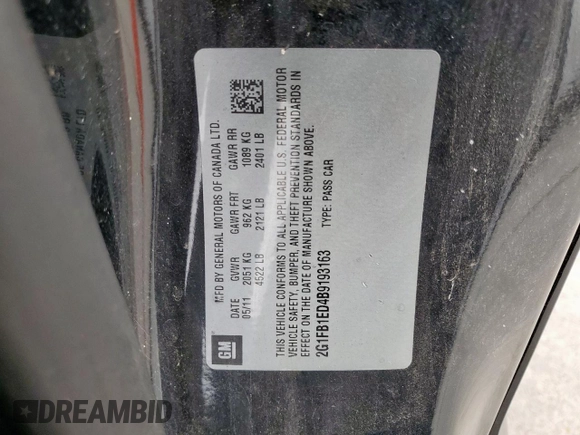 MFD BY GENERAL MOTORS OF CANADA LTD.
DATE GVWR GAWR FRT GAWR RR
05/11 2051 KG 962 KG 1089 KG
4522 LB 2121 LB 2401 LB
THIS VEHICLE CONFORMS TO ALL APPLICABLE U.S. FEDERAL MOTOR
VEHICLE SAFETY, BUMPER, AND THEFT PREVENTION STANDARDS IN
EFFECT ON THE DATE OF MANUFACTURE SHOWN ABOVE.
2G1FB1ED4B9193163 TYPE: PASS CAR
GM
DREAMBID